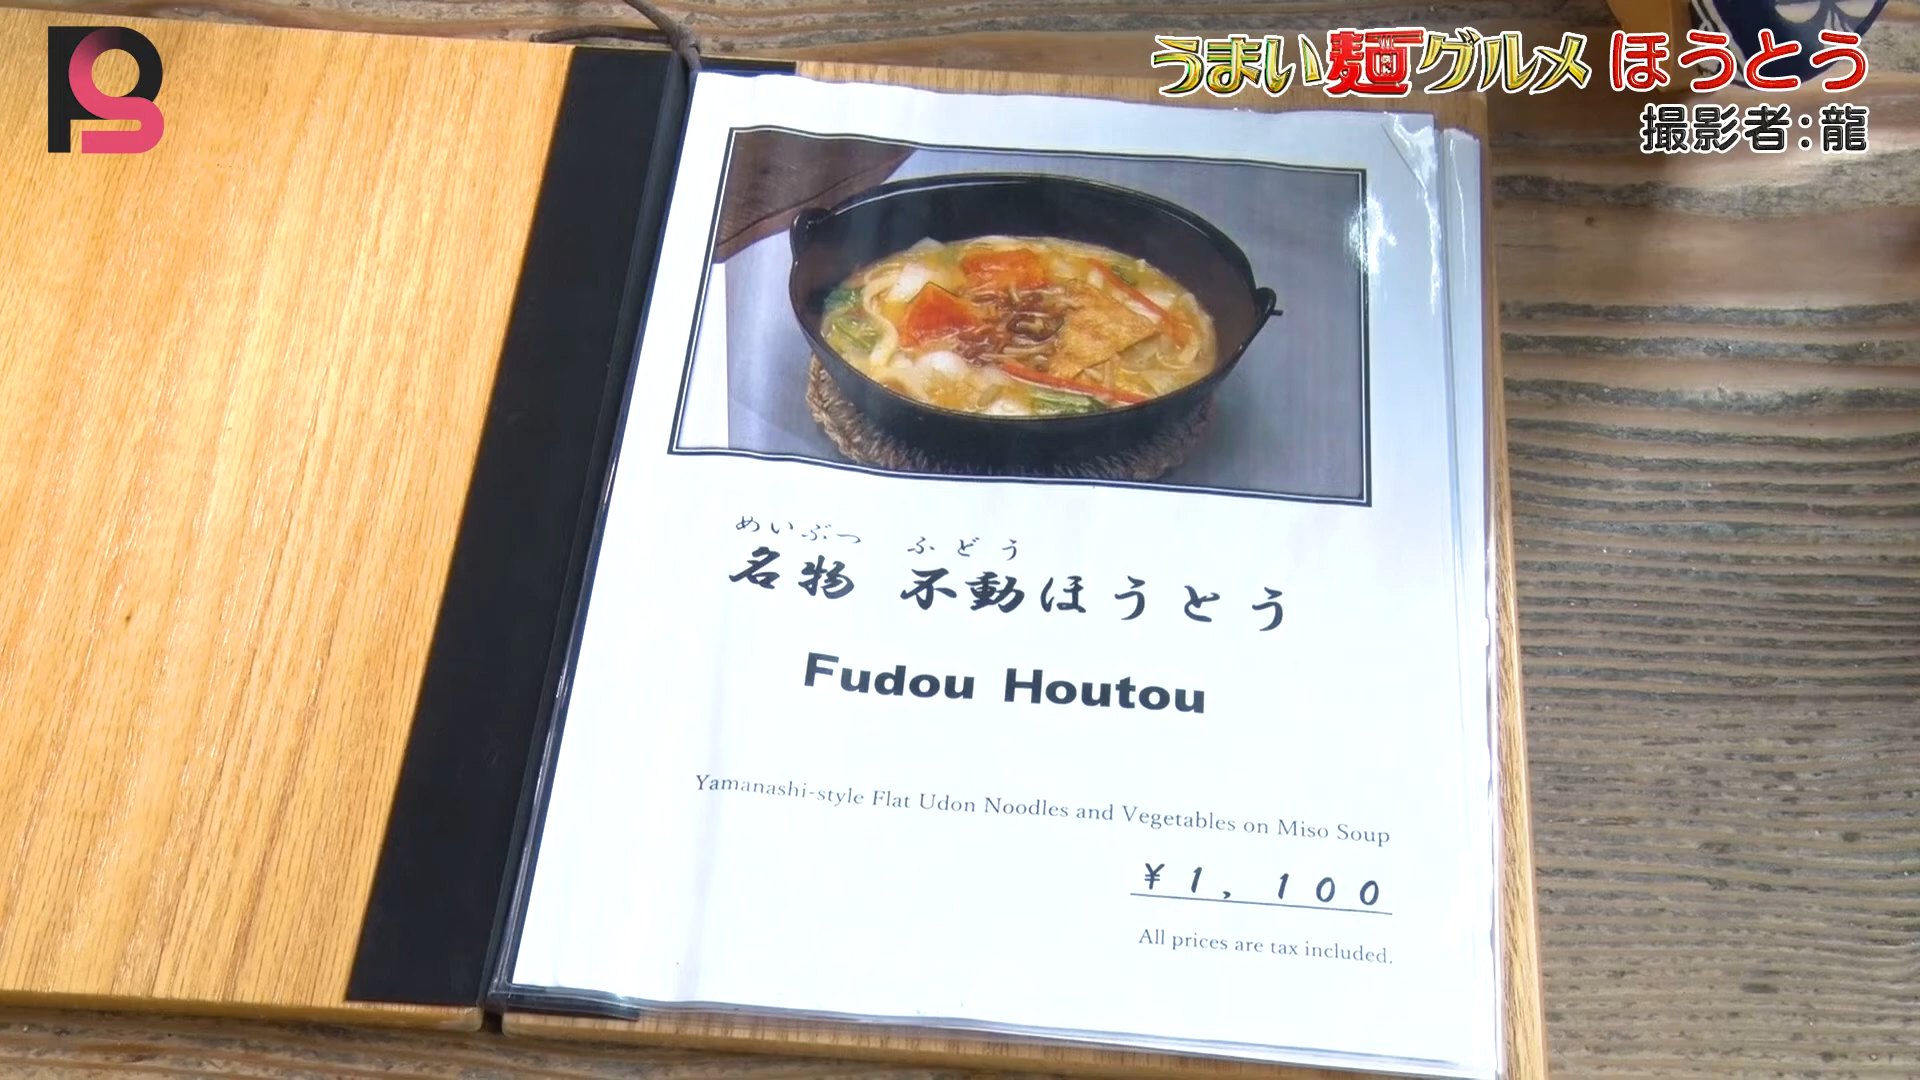 PS
うまい麺グルメ ほうとう
撮影者：龍
めいぶつ ふどう
名物 不動ほうとう
Fudou Houtou
Yamanashi-style Flat Udon Noodles and Vegetables on Miso Soup
¥1,100
All prices are tax included.